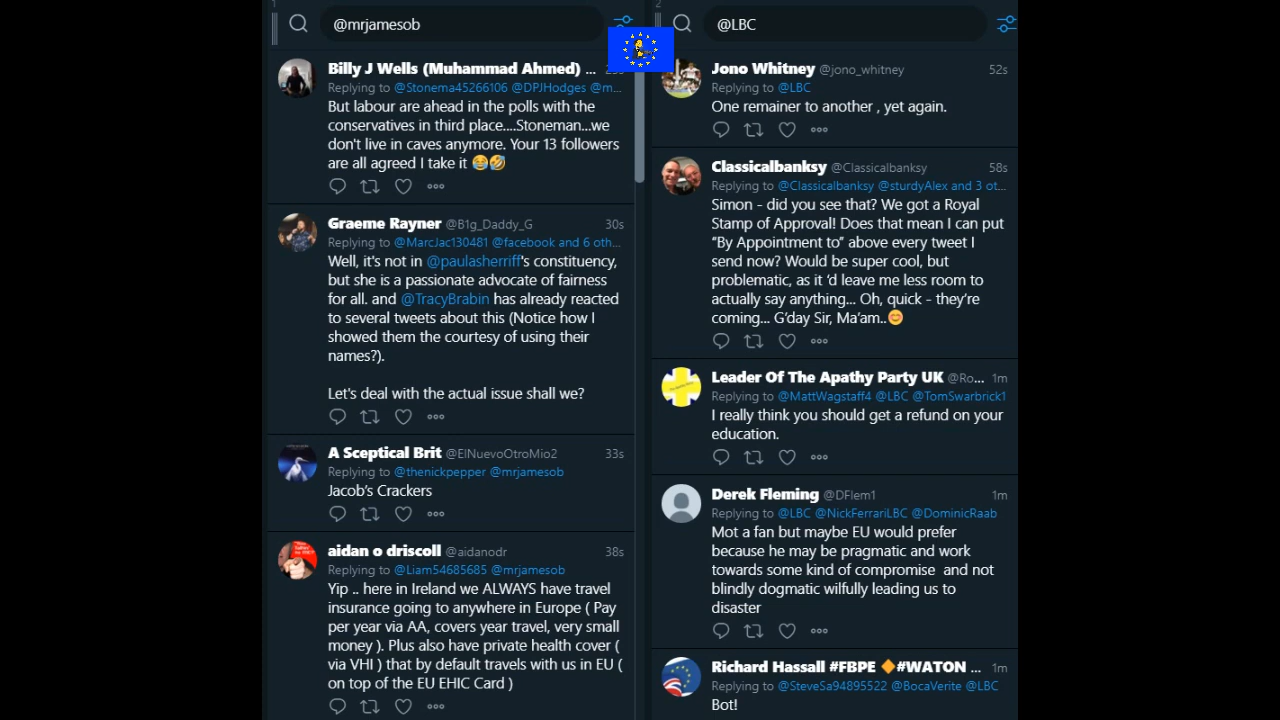 1
@mrjamesob
Billy J Wells (Muhammad Ahmed) ...
Replying to @Stonema45266106 @DPJHodges @m...
But labour are ahead in the polls with the
conservatives in third place....Stoneman...we
don't live in caves anymore. Your 13 followers
are all agreed I take it 😂🤣
Graeme Rayner @B1g_Daddy_G 30s
Replying to @MarcJac130481 @facebook and 6 oth...
Well, it's not in @paulasherriff's constituency,
but she is a passionate advocate of fairness
for all. and @TracyBrabin has already reacted
to several tweets about this (Notice how I
showed them the courtesy of using their
names?).
Let's deal with the actual issue shall we?
A Sceptical Brit @ElNuevoOtroMio2 33s
Replying to @thenickpepper @mrjamesob
Jacob's Crackers
aidan o driscoll @aidanodr 38s
Replying to @Liam54685685 @mrjamesob
Yip .. here in Ireland we ALWAYS have travel
insurance going to anywhere in Europe ( Pay
per year via AA, covers year travel, very small
money ). Plus also have private health cover (
via VHI ) that by default travels with us in EU (
on top of the EU EHIC Card )
2
@LBC
Jono Whitney @jono_whitney 52s
Replying to @LBC
One remainer to another , yet again.
Classicalbanksy @Classicalbanksy 58s
Replying to @Classicalbanksy @sturdyAlex and 3 ot...
Simon - did you see that? We got a Royal
Stamp of Approval! Does that mean I can put
“By Appointment to” above every tweet I
send now? Would be super cool, but
problematic, as it ‘d leave me less room to
actually say anything... Oh, quick - they’re
coming... G’day Sir, Ma’am..😊
Leader Of The Apathy Party UK @Ro... 1m
Replying to @MattWagstaff4 @LBC @TomSwarbrick1
I really think you should get a refund on your
education.
Derek Fleming @DFlem1 1m
Replying to @LBC @NickFerrariLBC @DominicRaab
Mot a fan but maybe EU would prefer
because he may be pragmatic and work
towards some kind of compromise and not
blindly dogmatic wilfully leading us to
disaster
Richard Hassall #FBPE 🔶#WATON ... 1m
Replying to @SteveSa94895522 @BocaVerite @LBC
Bot!